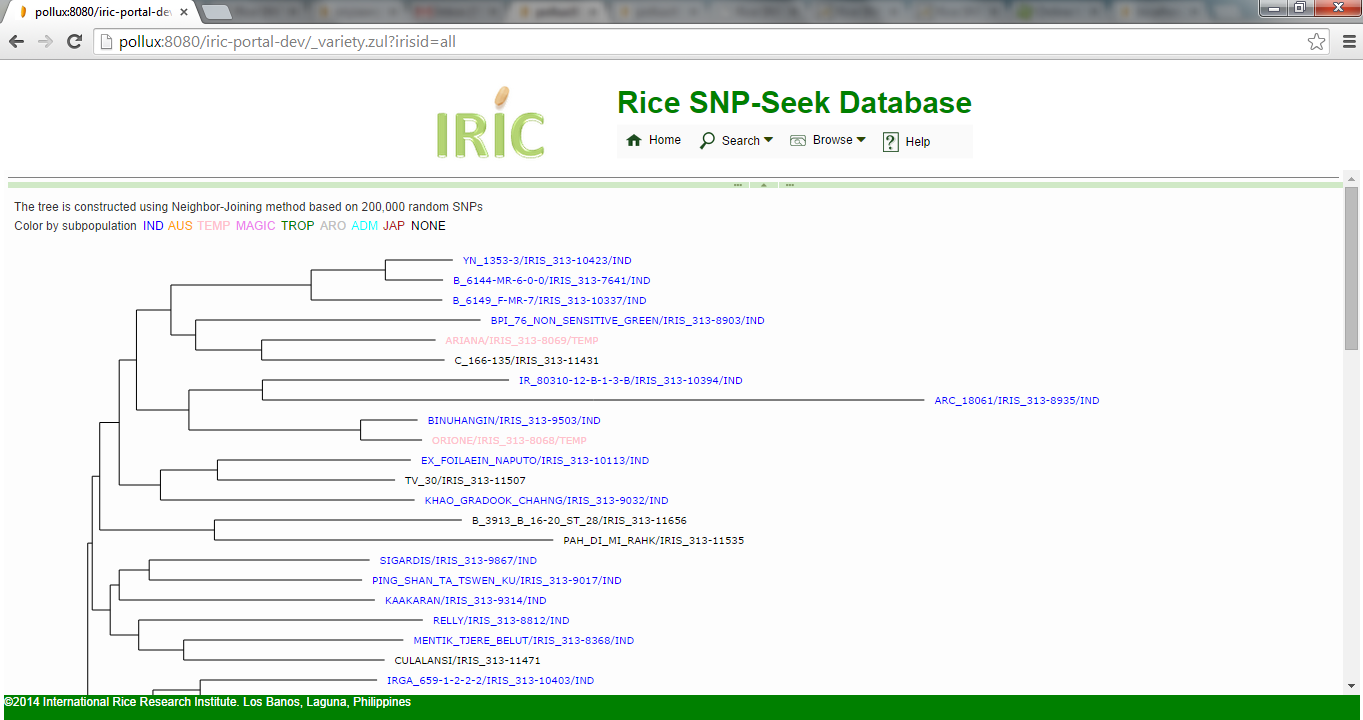 pollux:8080/iric-portal-dev
pollux:8080/iric-portal-dev/_variety.zul?irisid=all
IRIC
Rice SNP-Seek Database
Home Search Browse Help
The tree is constructed using Neighbor-Joining method based on 200,000 random SNPs
Color by subpopulation IND AUS TEMP MAGIC TROP ARO ADM JAP NONE
YN_1353-3/IRIS_313-10423/IND
B_6144-MR-6-0-0/IRIS_313-7641/IND
B_6149_F-MR-7/IRIS_313-10337/IND
BPI_76_NON_SENSITIVE_GREEN/IRIS_313-8903/IND
ARIANA/IRIS_313-8069/TEMP
C_166-135/IRIS_313-11431
IR_80310-12-B-1-3-B/IRIS_313-10394/IND
ARC_18061/IRIS_313-8935/IND
BINUHANGIN/IRIS_313-9503/IND
ORIONE/IRIS_313-8068/TEMP
EX_FOILAEIN_NAPUTO/IRIS_313-10113/IND
TV_30/IRIS_313-11507
KHAO_GRADOOK_CHAHNG/IRIS_313-9032/IND
B_3913_B_16-20_ST_28/IRIS_313-11656
PAH_DI_MI_RAHK/IRIS_313-11535
SIGARDIS/IRIS_313-9867/IND
PING_SHAN_TA_TSWEN_KU/IRIS_313-9017/IND
KAAKARAN/IRIS_313-9314/IND
RELLY/IRIS_313-8812/IND
MENTIK_TJERE_BELUT/IRIS_313-8368/IND
CULALANSI/IRIS_313-11471
IRGA_659-1-2-2-2/IRIS_313-10403/IND
©2014 International Rice Research Institute. Los Banos, Laguna, Philippines